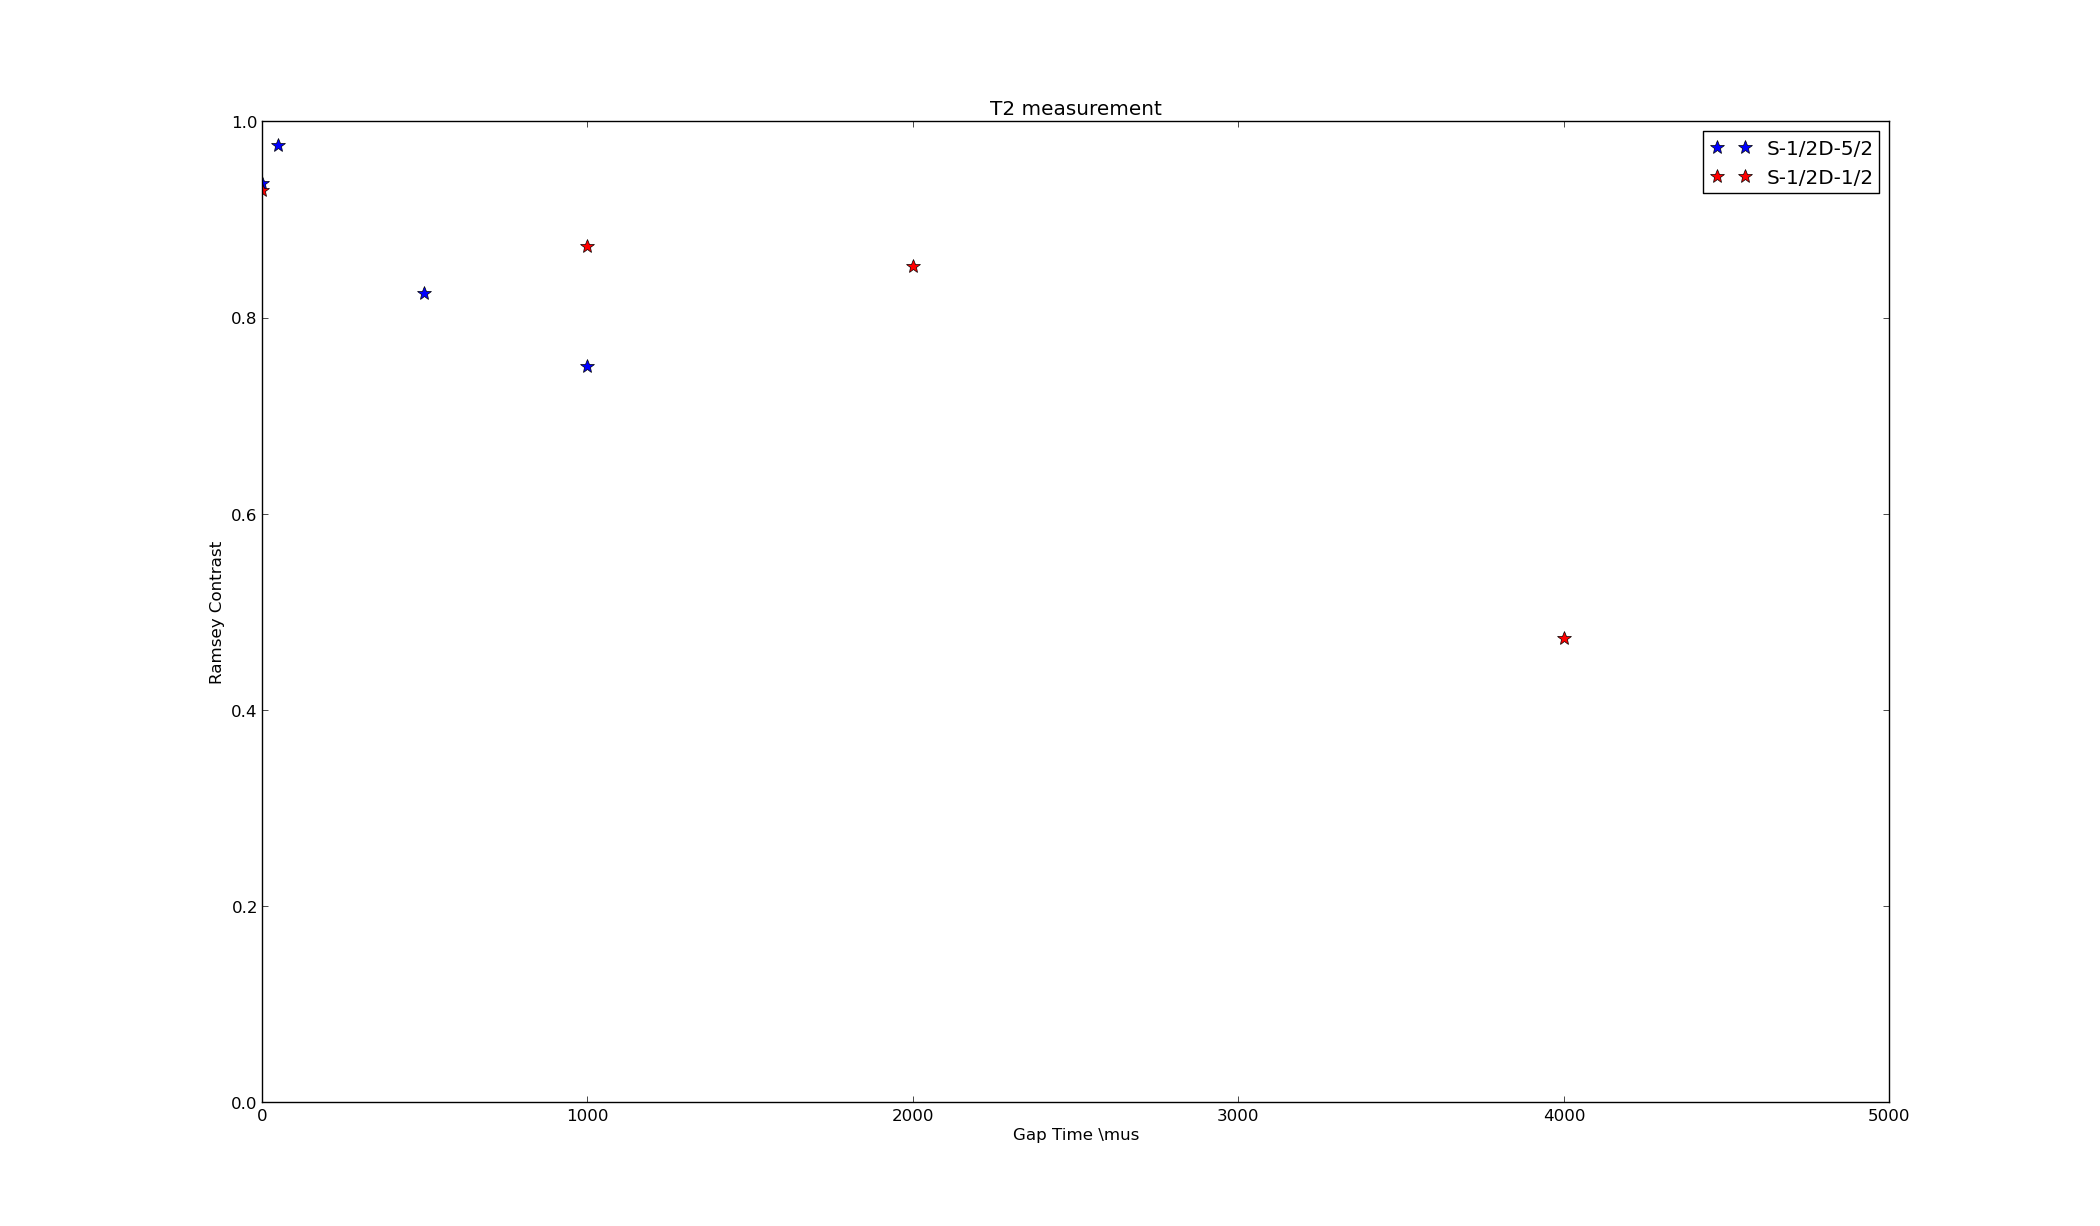 T2 measurement
S-1/2D-5/2
S-1/2D-1/2
1.0
0.8
0.6
0.4
0.2
0.0
Ramsey Contrast
0 1000 2000 3000 4000 5000
Gap Time \mus